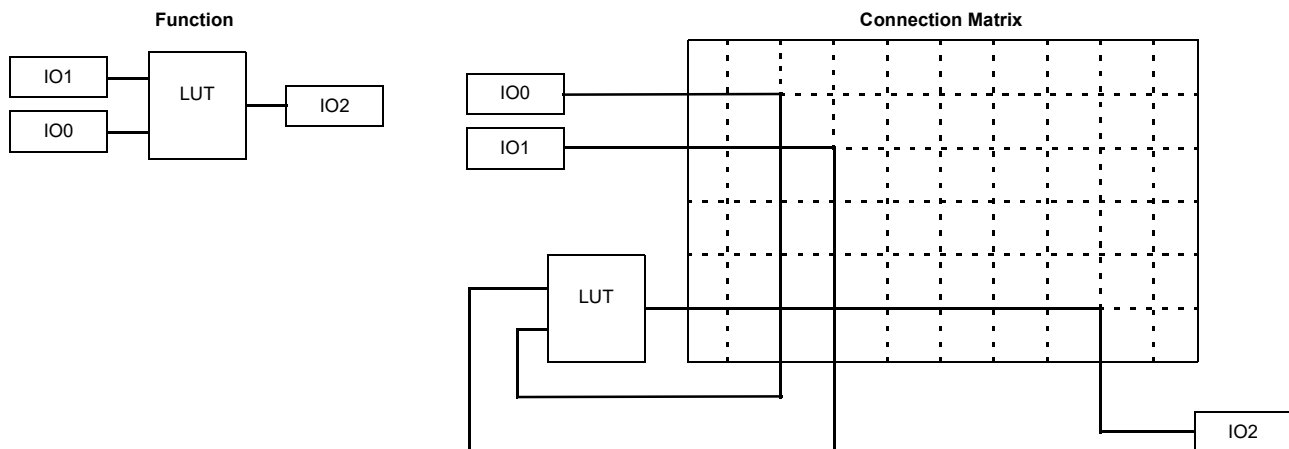 Function
IO1
IO0
LUT
IO2
Connection Matrix
IO0
IO1
LUT
IO2